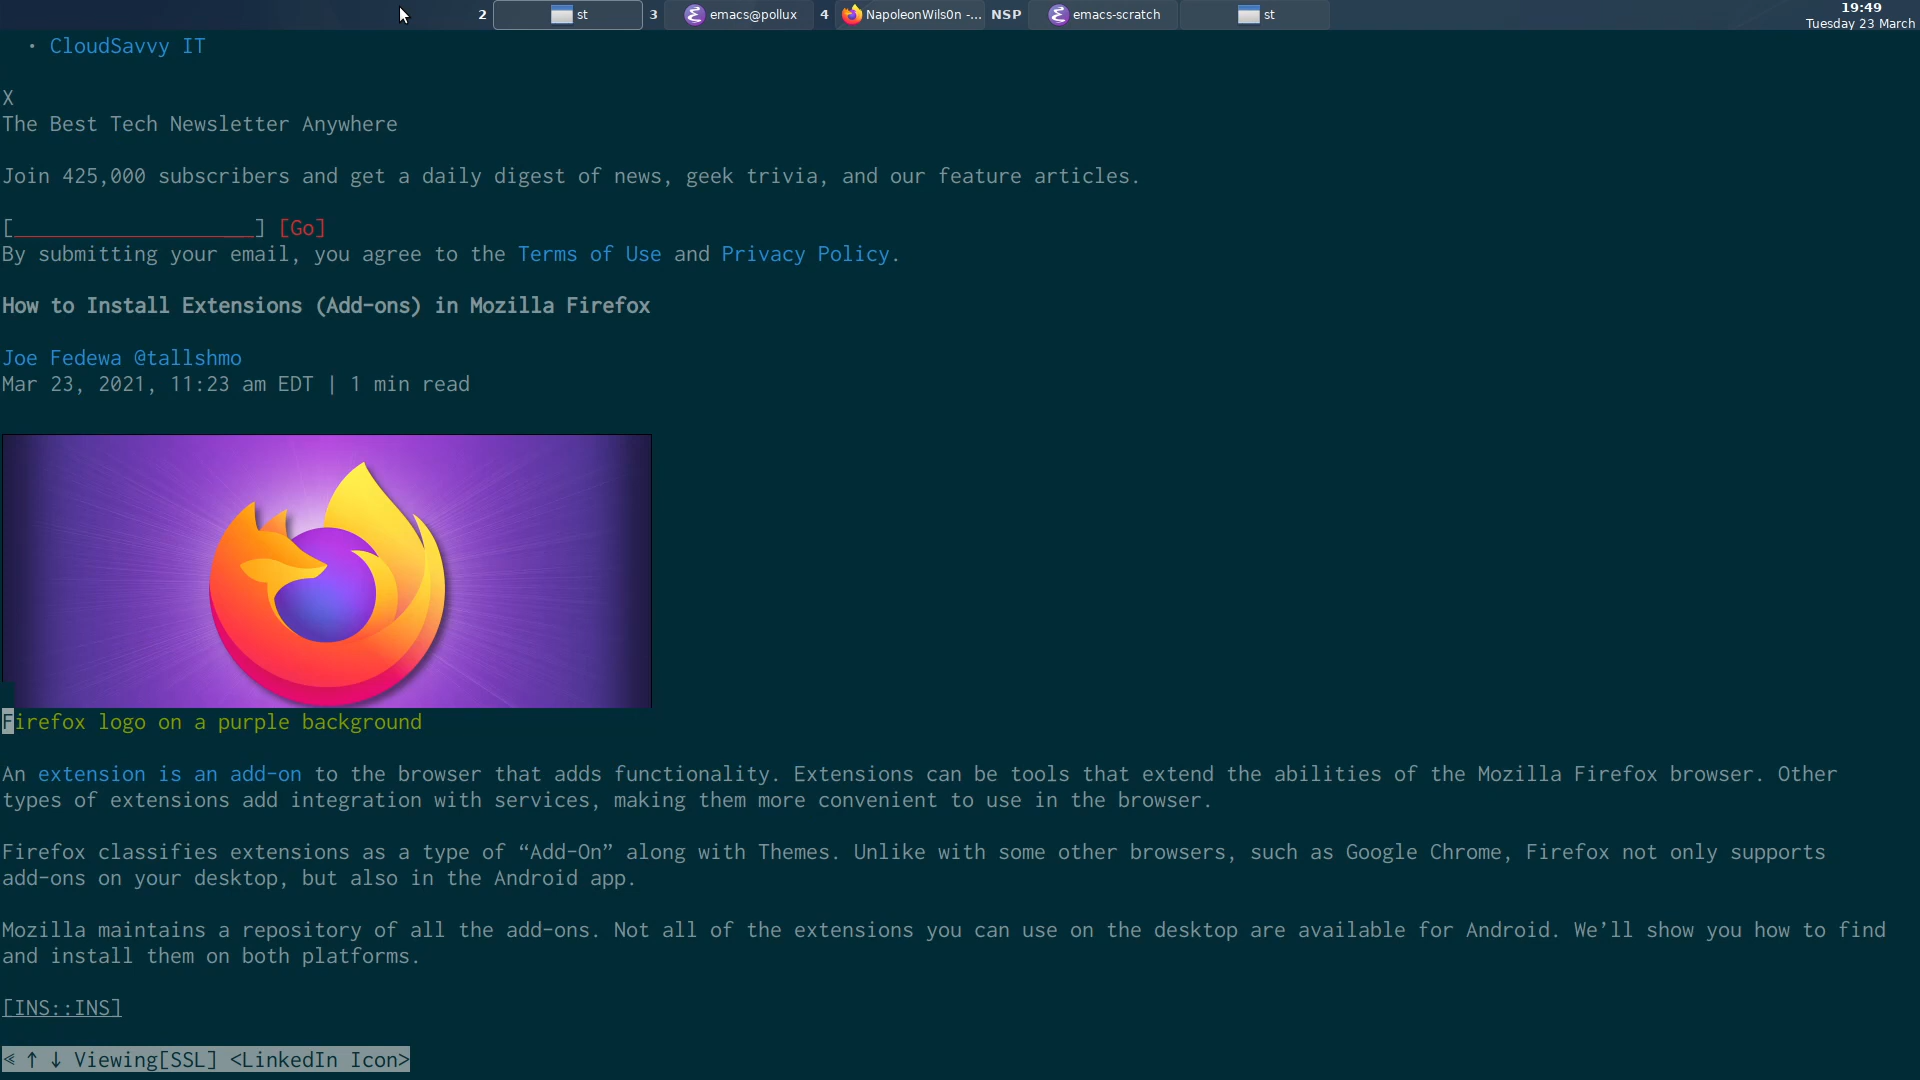 2 st 3 emacs@pollux 4 NapoleonWils0n -... NSP emacs-scratch st 19:49
Tuesday 23 March
• CloudSavvy IT
X
The Best Tech Newsletter Anywhere
Join 425,000 subscribers and get a daily digest of news, geek trivia, and our feature articles.
[____________________] [Go]
By submitting your email, you agree to the Terms of Use and Privacy Policy.
How to Install Extensions (Add-ons) in Mozilla Firefox
Joe Fedewa @tallshmo
Mar 23, 2021, 11:23 am EDT | 1 min read
Firefox logo on a purple background
An extension is an add-on to the browser that adds functionality. Extensions can be tools that extend the abilities of the Mozilla Firefox browser. Other
types of extensions add integration with services, making them more convenient to use in the browser.
Firefox classifies extensions as a type of “Add-On” along with Themes. Unlike with some other browsers, such as Google Chrome, Firefox not only supports
add-ons on your desktop, but also in the Android app.
Mozilla maintains a repository of all the add-ons. Not all of the extensions you can use on the desktop are available for Android. We’ll show you how to find
and install them on both platforms.
[INS::INS]
≪ ↑ ↓ Viewing[SSL] <LinkedIn Icon>